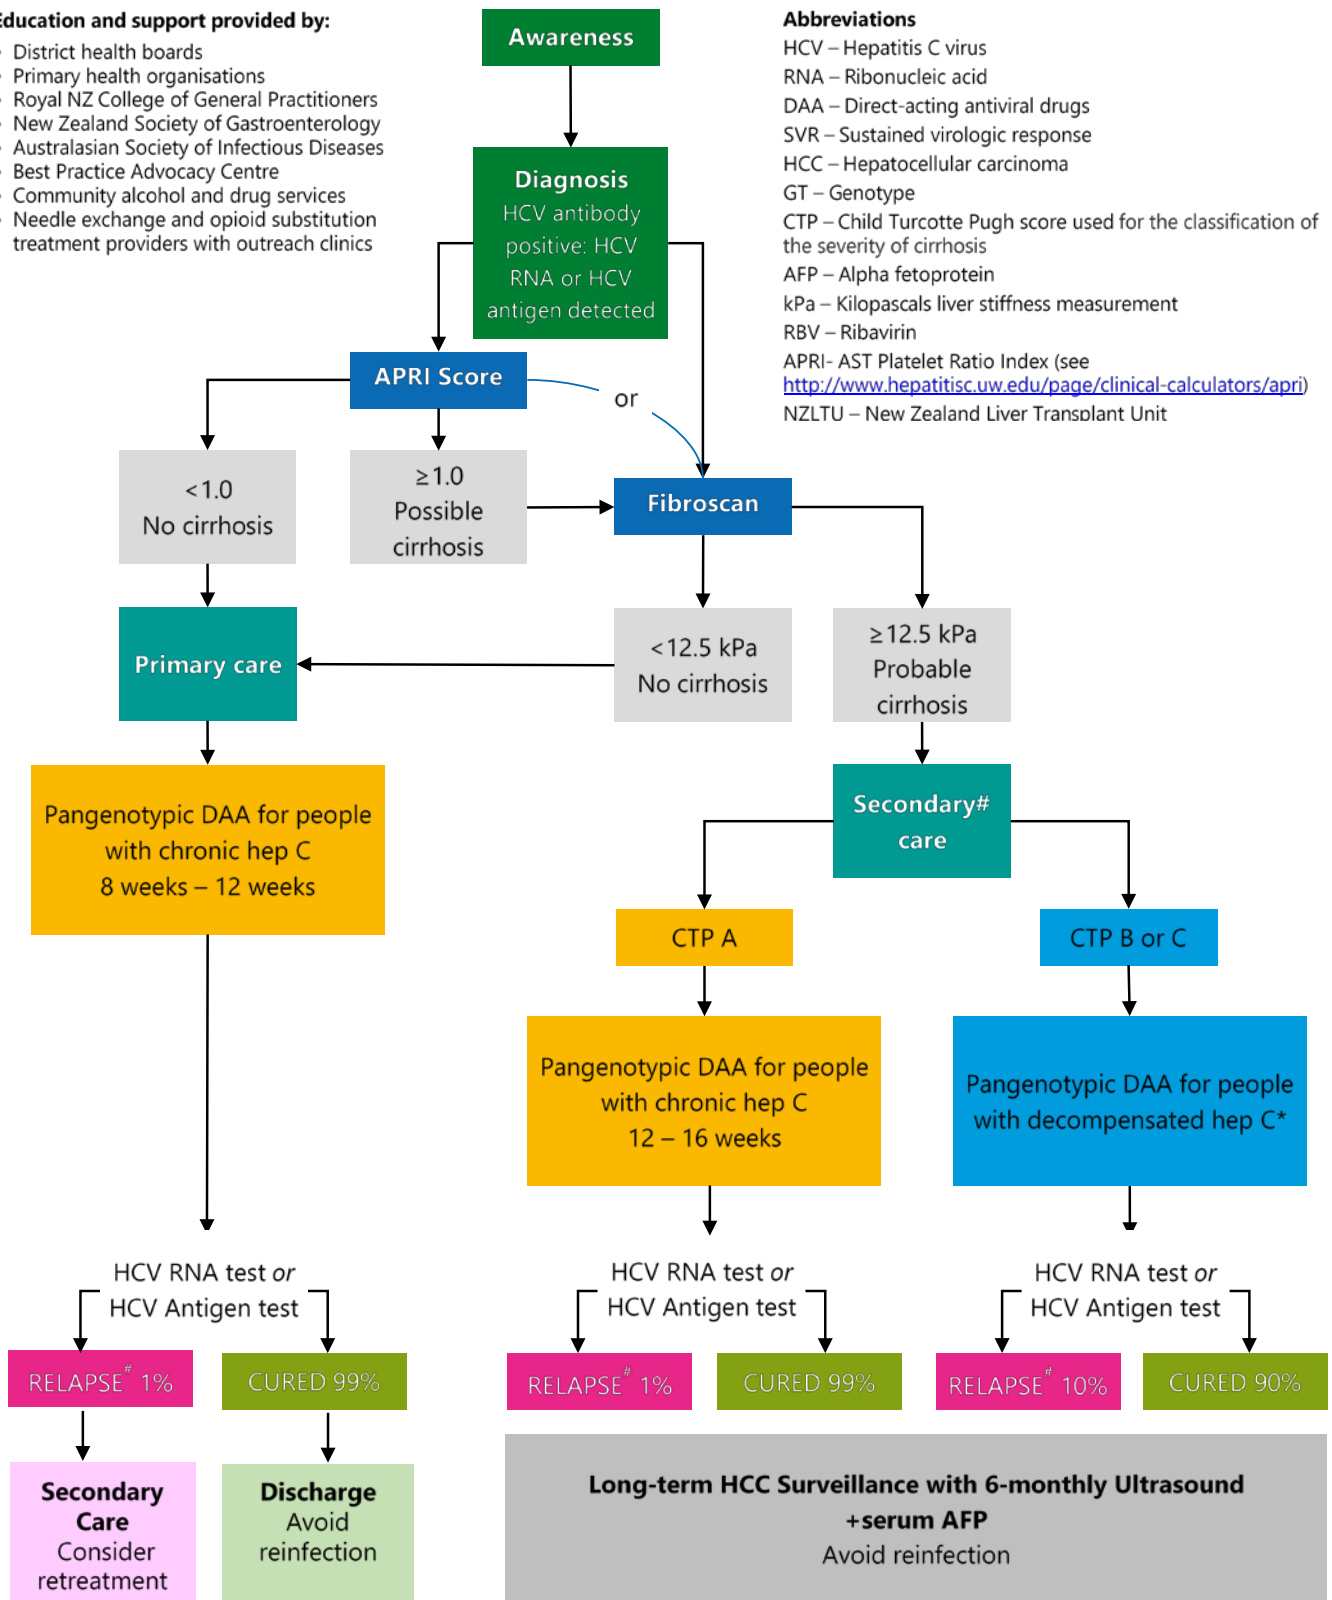 Education and support provided by:
• District health boards
• Primary health organisations
• Royal NZ College of General Practitioners
• New Zealand Society of Gastroenterology
• Australasian Society of Infectious Diseases
• Best Practice Advocacy Centre
• Community alcohol and drug services
• Needle exchange and opioid substitution
treatment providers with outreach clinics
Abbreviations
HCV – Hepatitis C virus
RNA – Ribonucleic acid
DAA – Direct-acting antiviral drugs
SVR – Sustained virologic response
HCC – Hepatocellular carcinoma
GT – Genotype
CTP – Child Turcotte Pugh score used for the classification of
the severity of cirrhosis
AFP – Alpha fetoprotein
kPa – Kilopascals liver stiffness measurement
RBV – Ribavirin
APRI- AST Platelet Ratio Index (see
http://www.hepatitisc.uw.edu/page/clinical-calculators/apri)
NZLTU – New Zealand Liver Transplant Unit
Awareness
Diagnosis
HCV antibody
positive: HCV
RNA or HCV
antigen detected
APRI Score
or
<1.0
No cirrhosis
≥1.0
Possible
cirrhosis
Fibroscan
Primary care
<12.5 kPa
No cirrhosis
≥12.5 kPa
Probable
cirrhosis
Pangenotypic DAA for people
with chronic hep C
8 weeks – 12 weeks
Secondary#
care
CTP A
CTP B or C
Pangenotypic DAA for people
with chronic hep C
12 – 16 weeks
Pangenotypic DAA for people
with decompensated hep C*
HCV RNA test or
HCV Antigen test
HCV RNA test or
HCV Antigen test
HCV RNA test or
HCV Antigen test
RELAPSE# 1%
CURED 99%
RELAPSE# 1%
CURED 99%
RELAPSE# 10%
CURED 90%
Secondary
Care
Consider
retreatment
Discharge
Avoid
reinfection
Long-term HCC Surveillance with 6-monthly Ultrasound
+serum AFP
Avoid reinfection